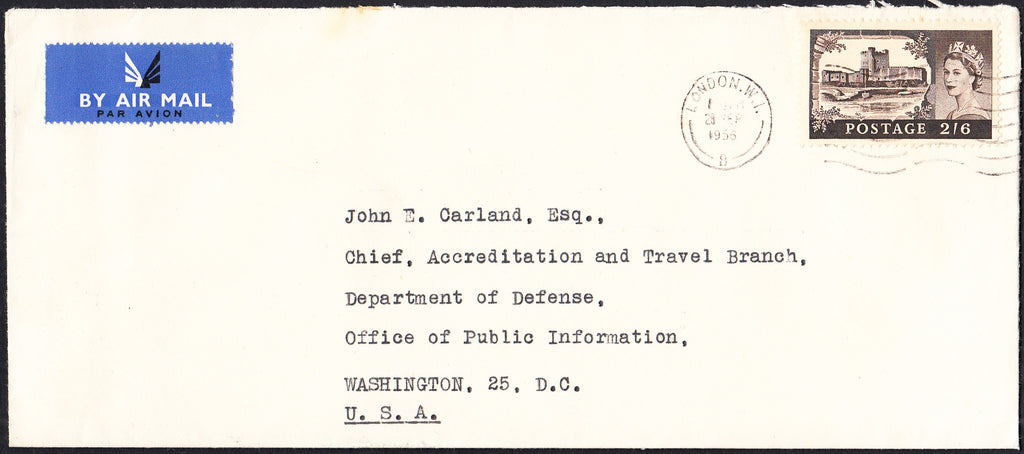 BY AIR MAIL
PAR AVION
LONDON.W.1.
1956
8
POSTAGE 2/6
John E. Carland, Esq.,
Chief, Accreditation and Travel Branch,
Department of Defense,
Office of Public Information,
WASHINGTON, 25, D.C.
U. S. A.